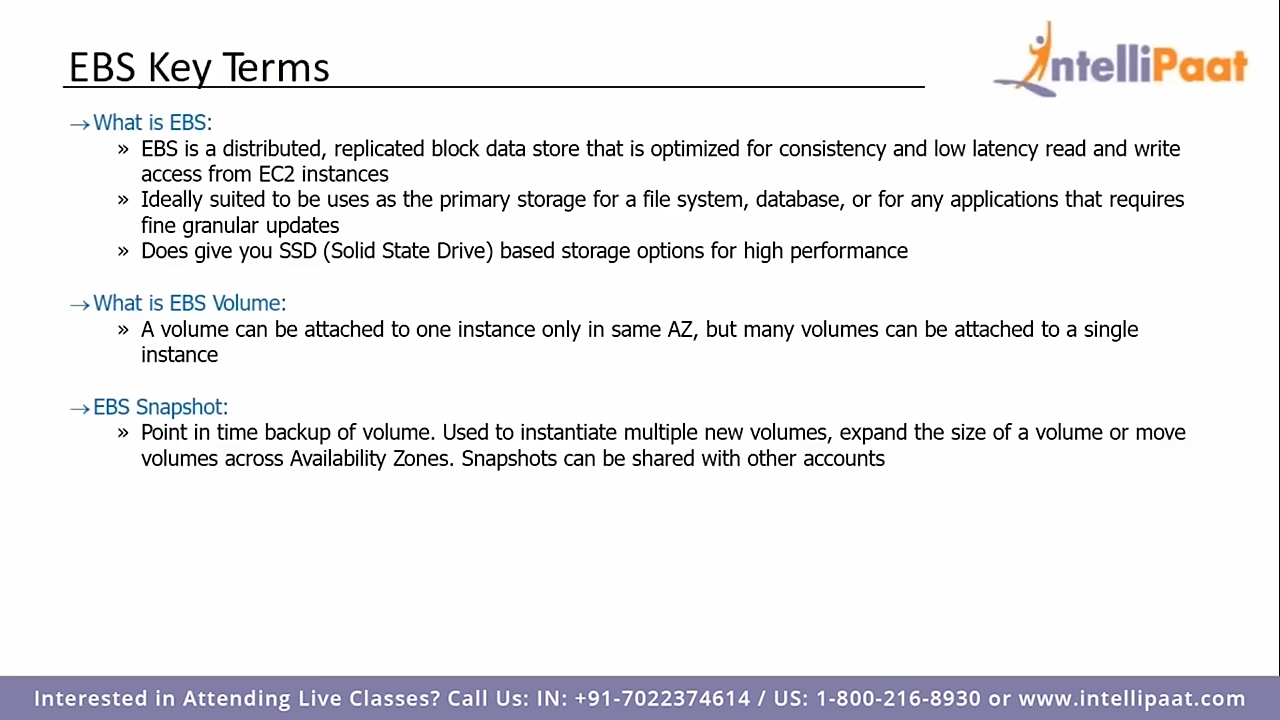 EBS Key Terms
IntelliPaat
→What is EBS:
» EBS is a distributed, replicated block data store that is optimized for consistency and low latency read and write
access from EC2 instances
» Ideally suited to be uses as the primary storage for a file system, database, or for any applications that requires
fine granular updates
» Does give you SSD (Solid State Drive) based storage options for high performance
→What is EBS Volume:
» A volume can be attached to one instance only in same AZ, but many volumes can be attached to a single
instance
→EBS Snapshot:
» Point in time backup of volume. Used to instantiate multiple new volumes, expand the size of a volume or move
volumes across Availability Zones. Snapshots can be shared with other accounts
Interested in Attending Live Classes? Call Us: IN: +91-7022374614 / US: 1-800-216-8930 or www.intellipaat.com